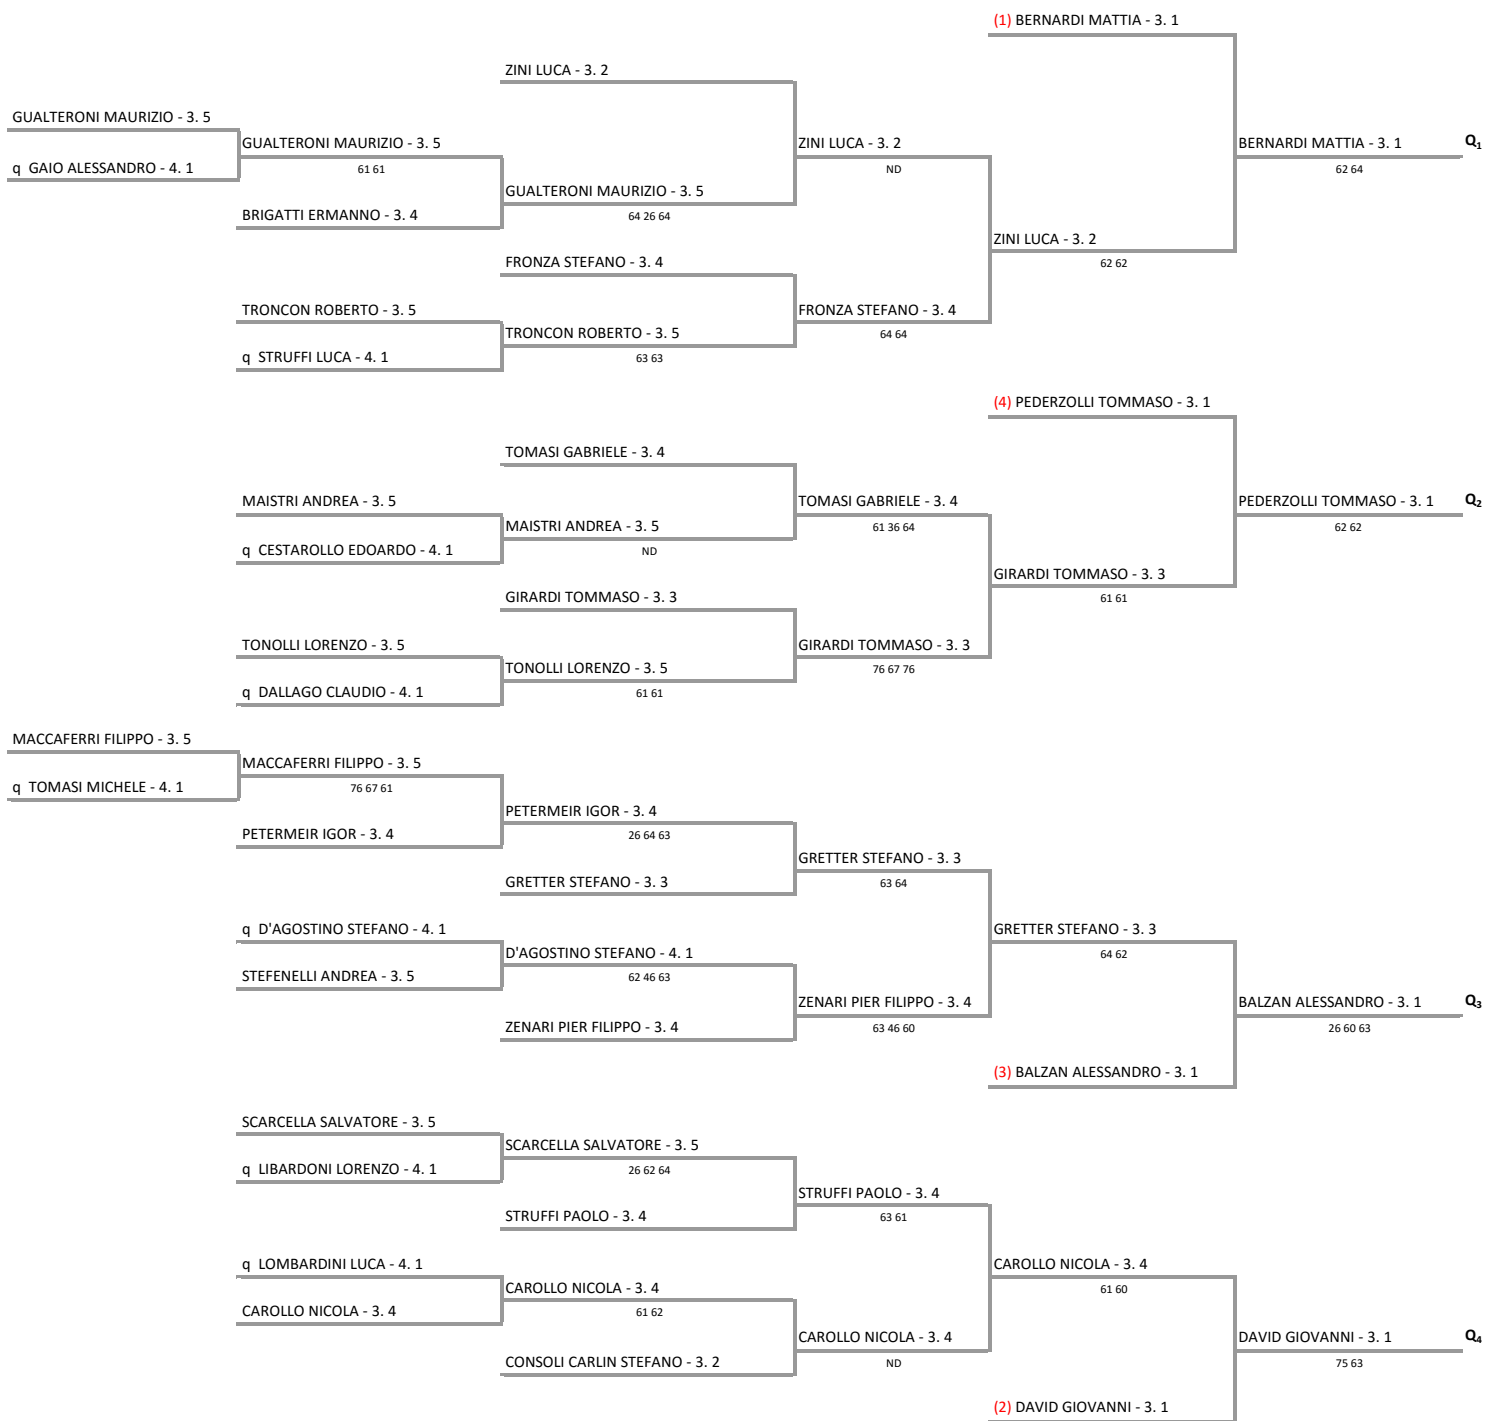 (1) BERNARDI MATTIA - 3. 1
ZINI LUCA - 3. 2
GUALTERONI MAURIZIO - 3. 5
GUALTERONI MAURIZIO - 3. 5
ZINI LUCA - 3. 2
BERNARDI MATTIA - 3. 1
Q1
q GAIO ALESSANDRO - 4. 1
61 61
ND
62 64
GUALTERONI MAURIZIO - 3. 5
BRIGATTI ERMANNO - 3. 4
64 26 64
ZINI LUCA - 3. 2
62 62
FRONZA STEFANO - 3. 4
TRONCON ROBERTO - 3. 5
FRONZA STEFANO - 3. 4
TRONCON ROBERTO - 3. 5
64 64
q STRUFFI LUCA - 4. 1
63 63
(4) PEDERZOLLI TOMMASO - 3. 1
TOMASI GABRIELE - 3. 4
MAISTRI ANDREA - 3. 5
TOMASI GABRIELE - 3. 4
PEDERZOLLI TOMMASO - 3. 1
Q2
MAISTRI ANDREA - 3. 5
61 36 64
62 62
q CESTAROLLO EDOARDO - 4. 1
ND
GIRARDI TOMMASO - 3. 3
61 61
GIRARDI TOMMASO - 3. 3
TONOLLI LORENZO - 3. 5
GIRARDI TOMMASO - 3. 3
TONOLLI LORENZO - 3. 5
76 67 76
q DALLAGO CLAUDIO - 4. 1
61 61
MACCAFERRI FILIPPO - 3. 5
MACCAFERRI FILIPPO - 3. 5
q TOMASI MICHELE - 4. 1
76 67 61
PETERMEIR IGOR - 3. 4
PETERMEIR IGOR - 3. 4
26 64 63
GRETTER STEFANO - 3. 3
GRETTER STEFANO - 3. 3
63 64
q D'AGOSTINO STEFANO - 4. 1
GRETTER STEFANO - 3. 3
D'AGOSTINO STEFANO - 4. 1
64 62
STEFENELLI ANDREA - 3. 5
62 46 63
ZENARI PIER FILIPPO - 3. 4
BALZAN ALESSANDRO - 3. 1
Q3
ZENARI PIER FILIPPO - 3. 4
63 46 60
26 60 63
(3) BALZAN ALESSANDRO - 3. 1
SCARCELLA SALVATORE - 3. 5
SCARCELLA SALVATORE - 3. 5
q LIBARDONI LORENZO - 4. 1
26 62 64
STRUFFI PAOLO - 3. 4
STRUFFI PAOLO - 3. 4
63 61
q LOMBARDINI LUCA - 4. 1
CAROLLO NICOLA - 3. 4
CAROLLO NICOLA - 3. 4
61 60
CAROLLO NICOLA - 3. 4
61 62
CAROLLO NICOLA - 3. 4
DAVID GIOVANNI - 3. 1
Q4
CONSOLI CARLIN STEFANO - 3. 2
ND
75 63
(2) DAVID GIOVANNI - 3. 1